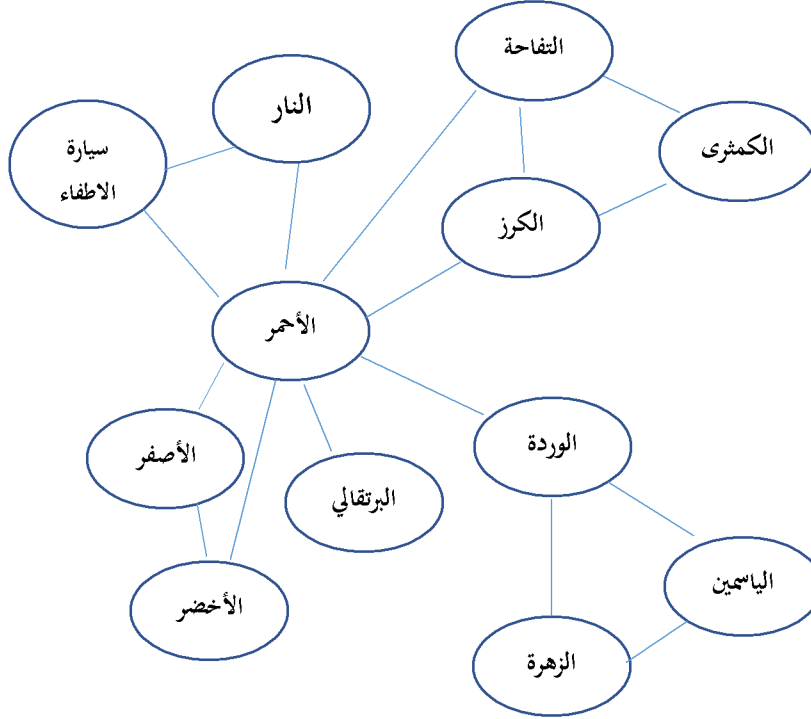 التفاحة
النار
الكمثرى
سيارة
الاطفاء
الكرز
الأحمر
الوردة
الأصفر
البرتقالي
الياسمين
الأخضر
الزهرة